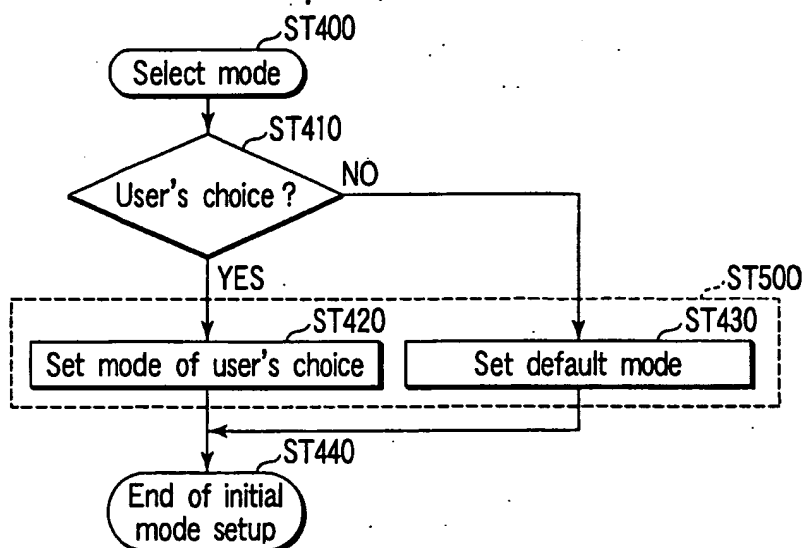 ST400
Select mode
ST410
User's choice ?
NO
YES
ST500
ST420
ST430
Set mode of user's choice
Set default mode
ST440
End of initial
mode setup